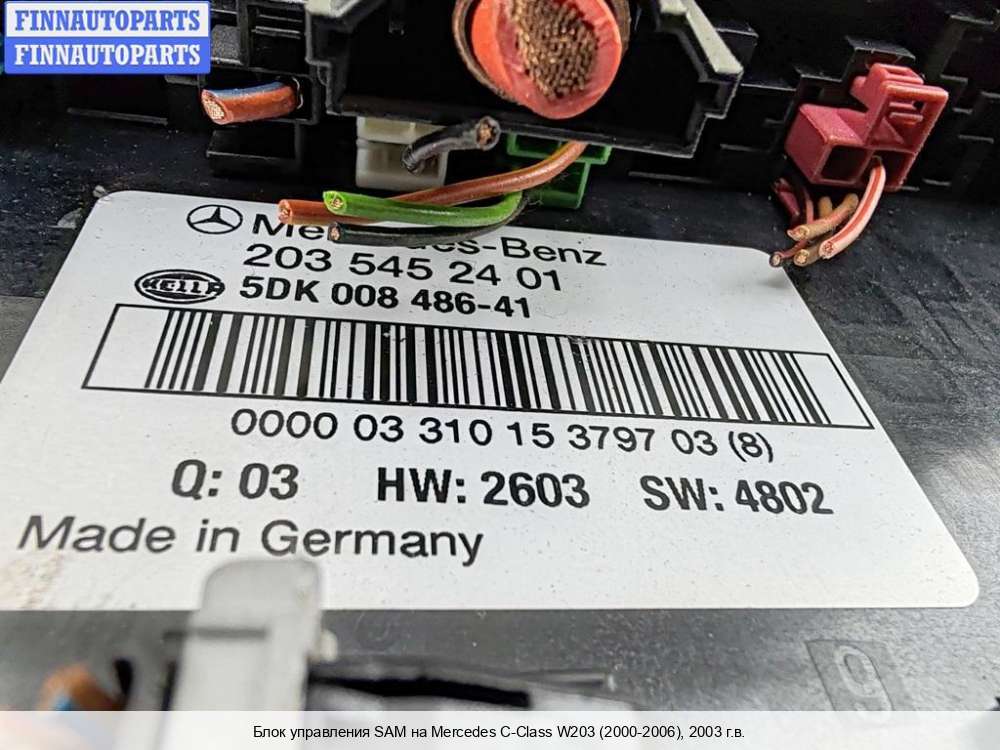 FINNAUTOPARTS
FINNAUTOPARTS
Mercedes-Benz
203 545 24 01
HELLA 5DK 008 486-41
0000 03 310 15 3797 03 (8)
Q: 03 HW: 2603 SW: 4802
Made in Germany
9
Блок управления SAM на Mercedes C-Class W203 (2000-2006), 2003 г.в.